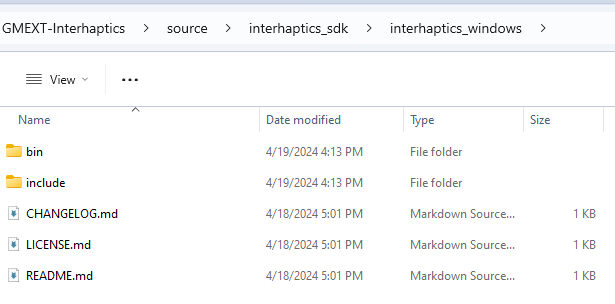 GMEXT-Interhaptics > source > interhaptics_sdk > interhaptics_windows >
View
Name Date modified Type Size
bin 4/19/2024 4:13 PM File folder
include 4/19/2024 4:13 PM File folder
CHANGELOG.md 4/18/2024 5:01 PM Markdown Source... 1 KB
LICENSE.md 4/18/2024 5:01 PM Markdown Source... 1 KB
README.md 4/18/2024 5:01 PM Markdown Source... 1 KB